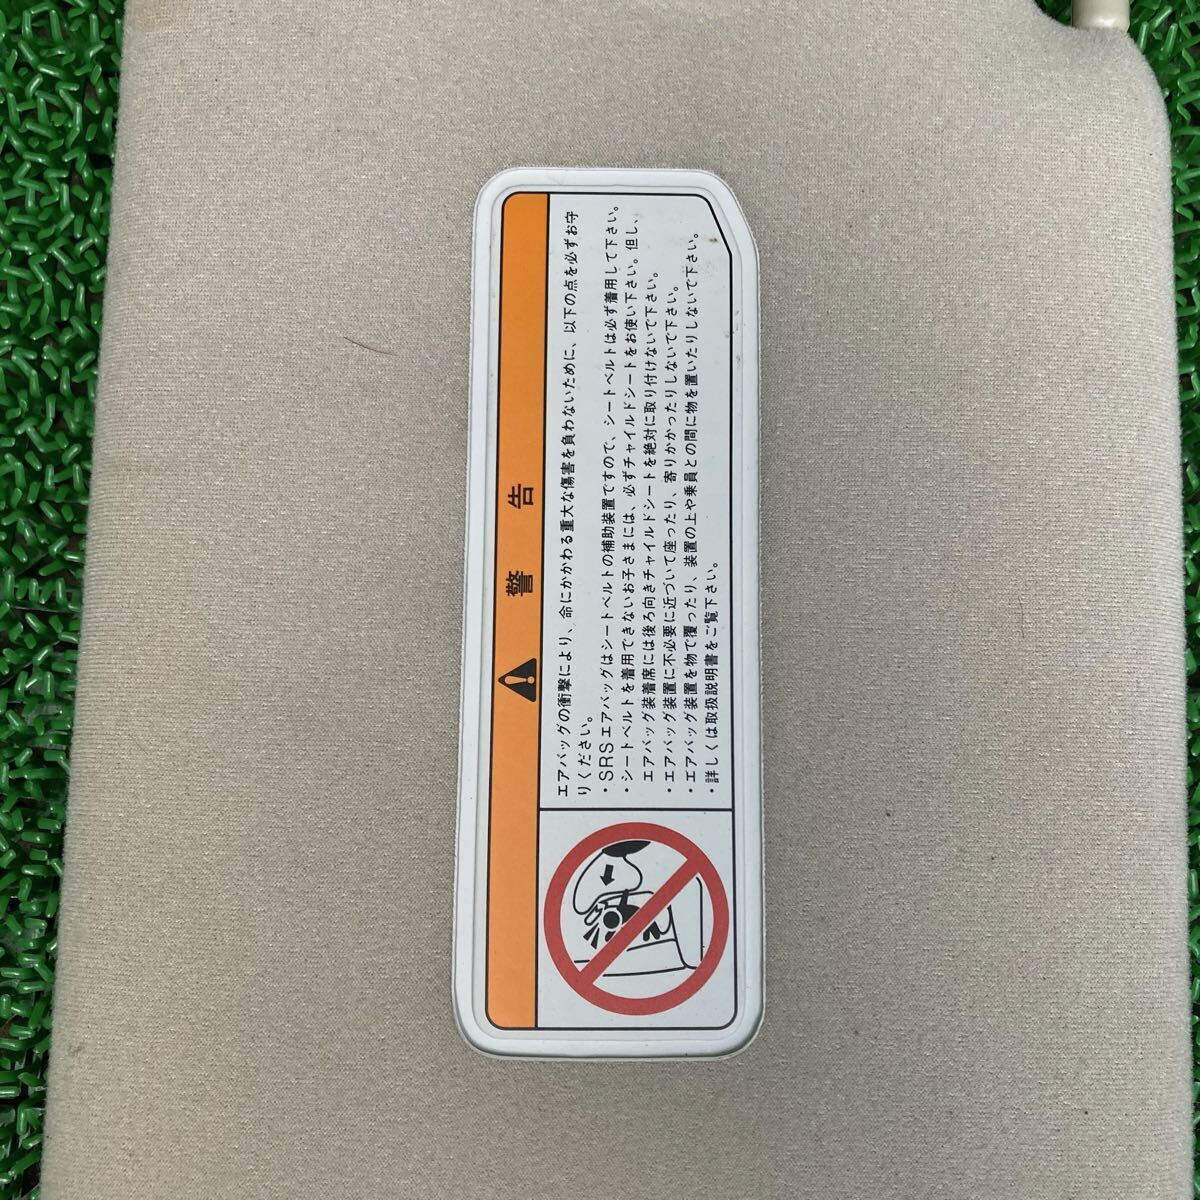 警 告
エアバッグの衝撃により、命にかかわる重大な傷害を負わないために、以下の点を必ずお守
りください。
・SRSエアバッグはシートベルトの補助装置ですので、シートベルトは必ず着用して下さい。
・シートベルトを着用できないお子さまには、必ずチャイルドシートをお使い下さい。但し、
エアバッグ装着席には後ろ向きチャイルドシートを絶対に取り付けないで下さい。
・エアバッグ装置に不必要に近づいて座ったり、寄りかかったりしないで下さい。
・エアバッグ装置を物で覆ったり、装置の上や乗員との間に物を置いたりしないで下さい。
・詳しくは取扱説明書をご覧下さい。